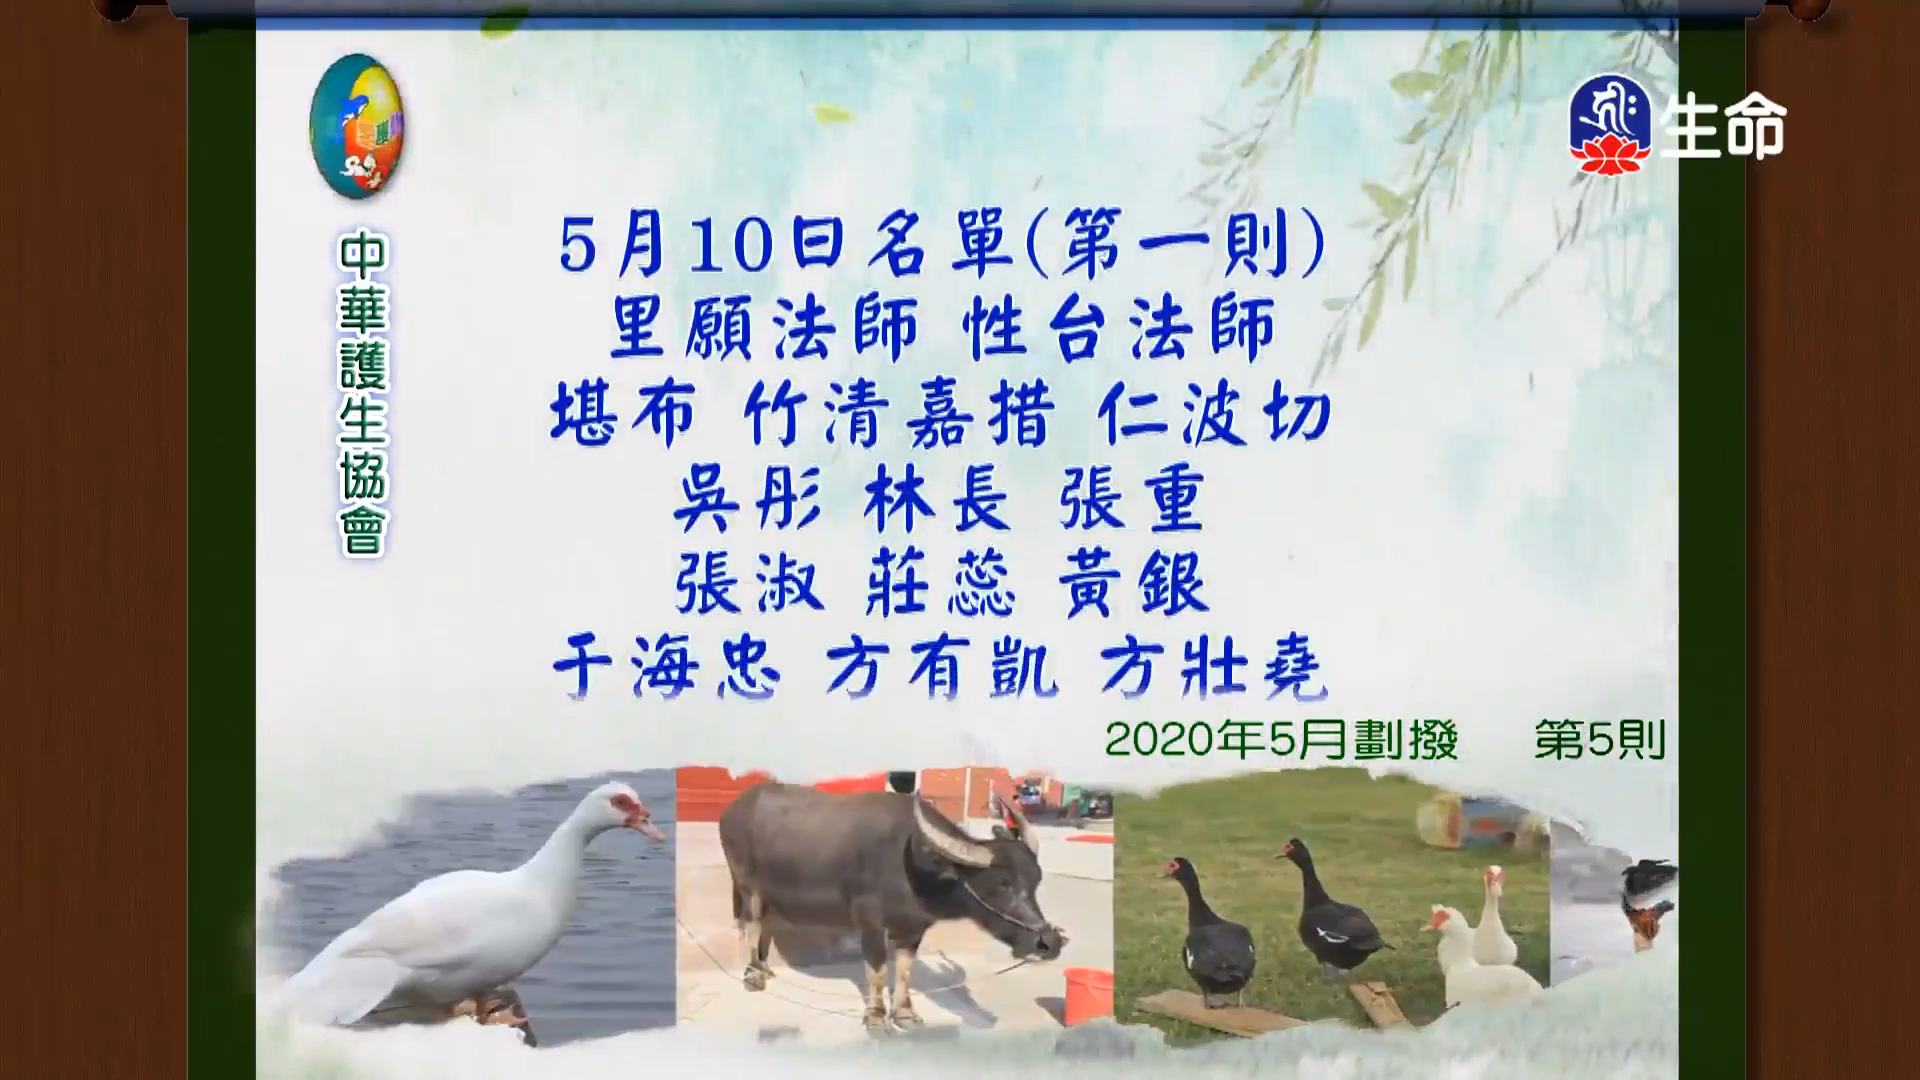 生命
中華護生協會
5月10日名單(第一則)
里願法師 性台法師
堪布 竹清嘉措 仁波切
吳彤 林長 張重
張淑 莊蕊 黃銀
于海忠 方有凱 方壯堯
2020年5月劃撥 第5則